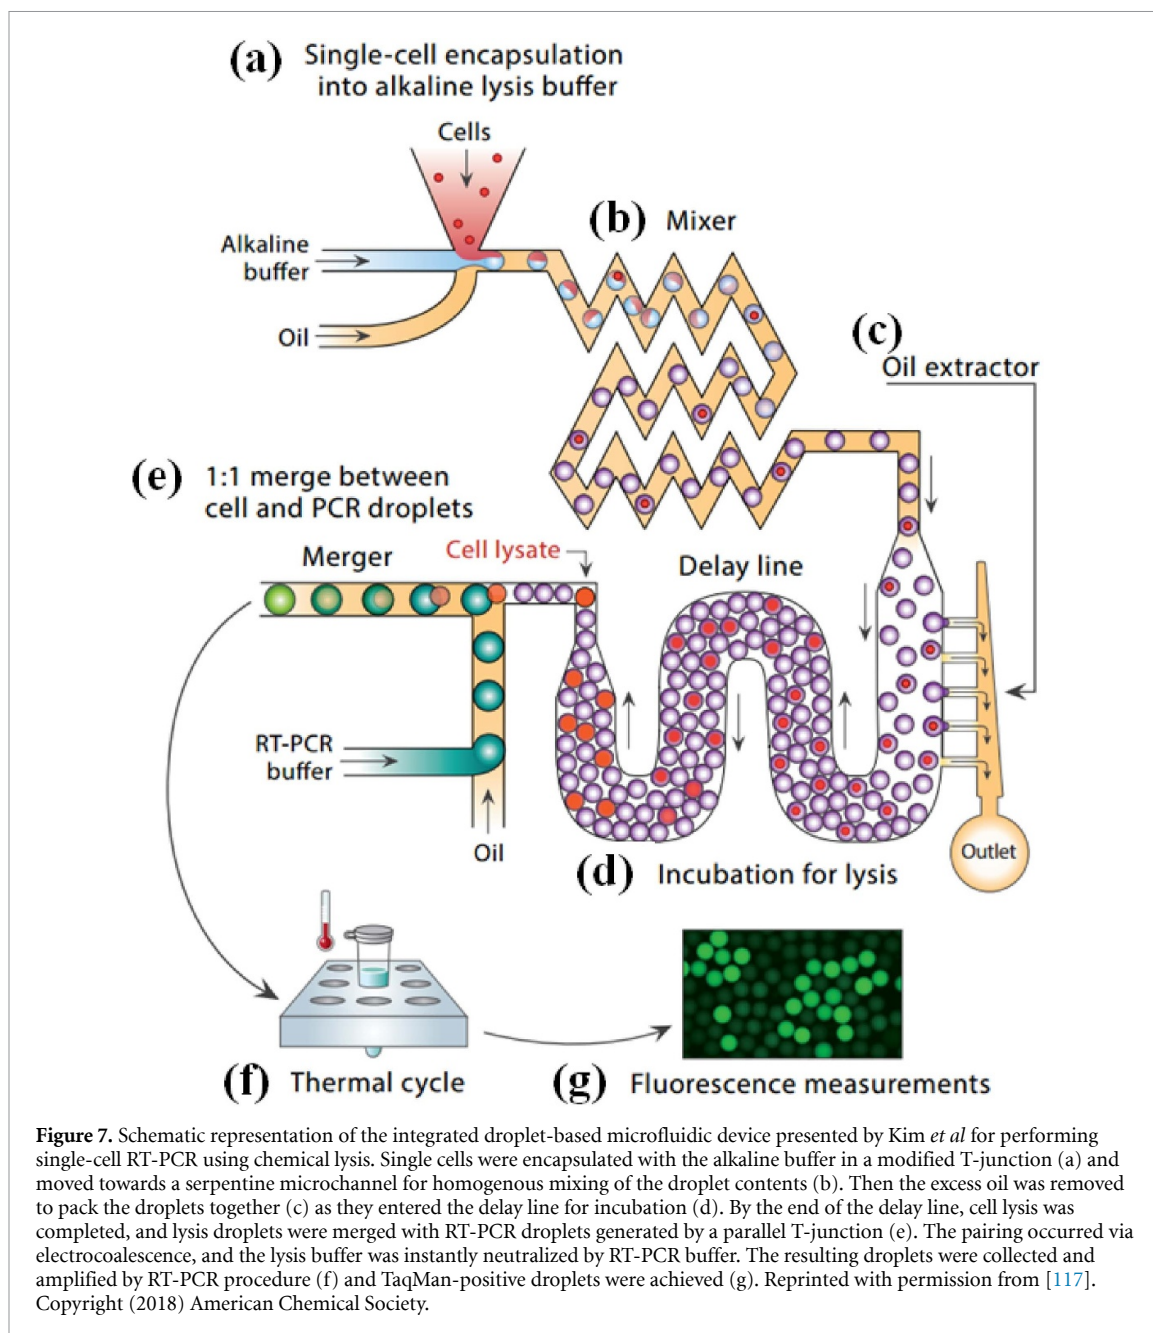 (a) Single-cell encapsulation
into alkaline lysis buffer
Cells
Alkaline
buffer
Oil
(b) Mixer
(c)
Oil extractor
(e) 1:1 merge between
cell and PCR droplets
Merger
Cell lysate
Delay line
RT-PCR
buffer
Oil
Outlet
(d) Incubation for lysis
(f) Thermal cycle
(g) Fluorescence measurements
Figure 7. Schematic representation of the integrated droplet-based microfluidic device presented by Kim et al for performing
single-cell RT-PCR using chemical lysis. Single cells were encapsulated with the alkaline buffer in a modified T-junction (a) and
moved towards a serpentine microchannel for homogenous mixing of the droplet contents (b). Then the excess oil was removed
to pack the droplets together (c) as they entered the delay line for incubation (d). By the end of the delay line, cell lysis was
completed, and lysis droplets were merged with RT-PCR droplets generated by a parallel T-junction (e). The pairing occurred via
electrocoalescence, and the lysis buffer was instantly neutralized by RT-PCR buffer. The resulting droplets were collected and
amplified by RT-PCR procedure (f) and TaqMan-positive droplets were achieved (g). Reprinted with permission from [117].
Copyright (2018) American Chemical Society.